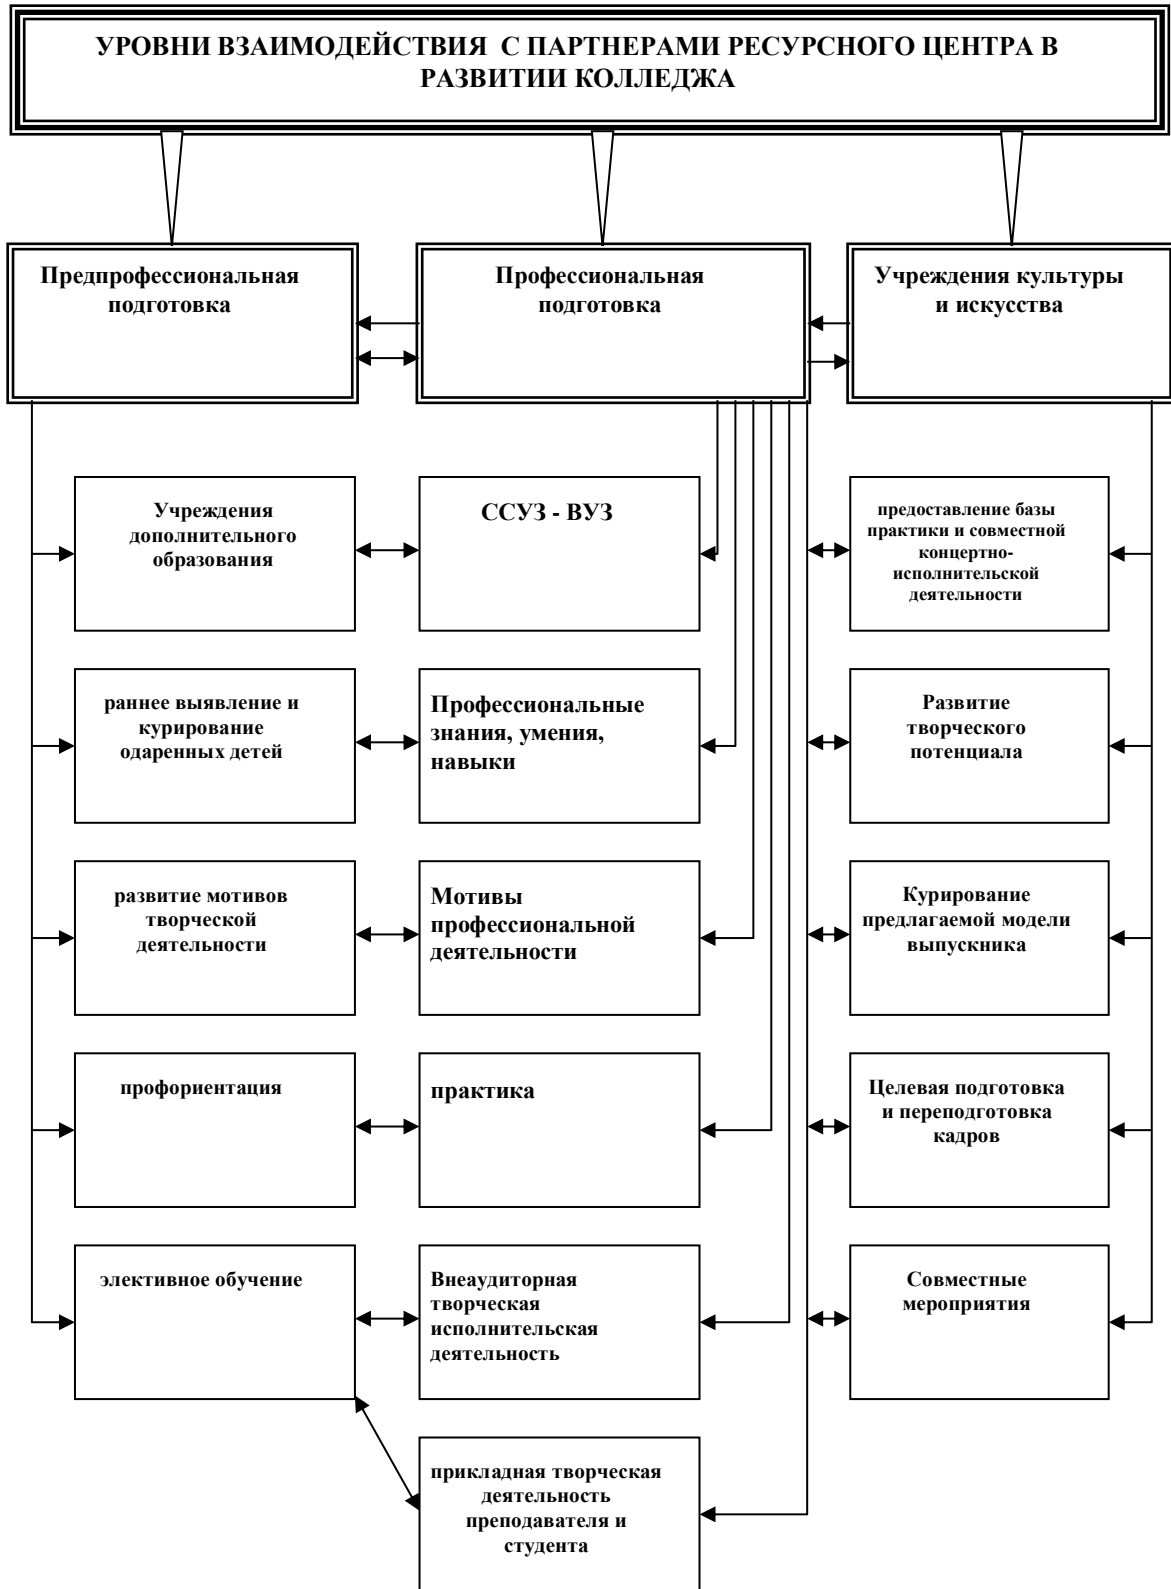 УРОВНИ ВЗАИМОДЕЙСТВИЯ С ПАРТНЕРАМИ РЕСУРСНОГО ЦЕНТРА В
РАЗВИТИИ КОЛЛЕДЖА
Предпрофессиональная
подготовка
Профессиональная
подготовка
Учреждения культуры
и искусства
Учреждения
дополнительного
образования
ССУЗ - ВУЗ
предоставление базы
практики и совместной
концертно-
исполнительской
деятельности
раннее выявление и
курирование
одаренных детей
Профессиональные
знания, умения,
навыки
Развитие
творческого
потенциала
развитие мотивов
творческой
деятельности
Мотивы
профессиональной
деятельности
Курирование
предлагаемой модели
выпускника
профориентация
практика
Целевая подготовка
и переподготовка
кадров
элективное обучение
Внеаудиторная
творческая
исполнительская
деятельность
Совместные
мероприятия
прикладная творческая
деятельность
преподавателя и
студента